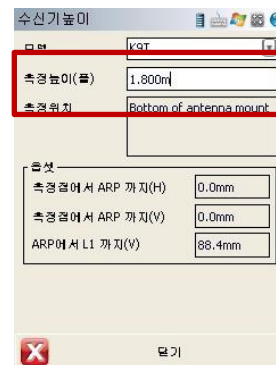 수신기높이
모델 K9T
측정높이(폴) 1.800m
측정위치 Bottom of antenna mount
옵셋
측정점에서 ARP 까지(H) 0.0mm
측정점에서 ARP 까지(V) 0.0mm
ARP에서 L1 까지(V) 88.4mm
닫기